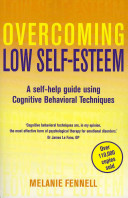 OVERCOMING
LOW SELF-ESTEEM
A self-help guide using
Cognitive Behavioral Techniques
'Cognitive behavioral techniques are, in my opinion,
the most effective form of psychological therapy for emotional disorders.'
Dr James Le Fanu, GP
Over
110,000
copies sold
MELANIE FENNELL